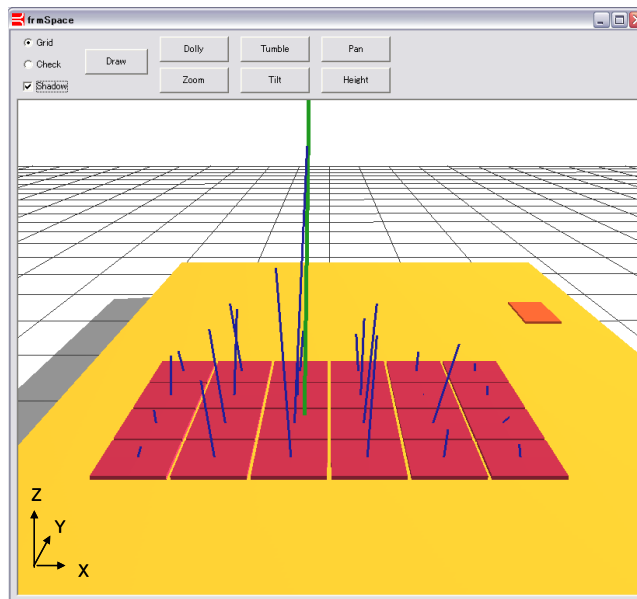 frmSpace
Grid
Check
Shadow
Draw
Dolly Tumble Pan
Zoom Tilt Height
Z
Y
X